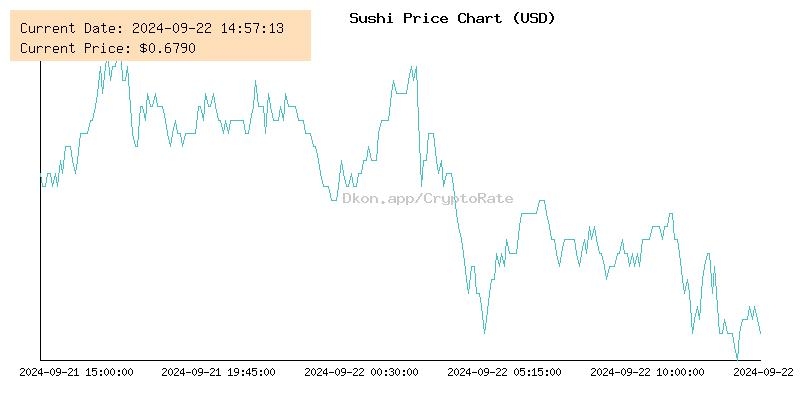 Sushi Price Chart (USD)
Current Date: 2024-09-22 14:57:13
Current Price: $0.6790
Dkon.app/CryptoRate
2024-09-21 15:00:00 2024-09-21 19:45:00 2024-09-22 00:30:00 2024-09-22 05:15:00 2024-09-22 10:00:00 2024-09-22